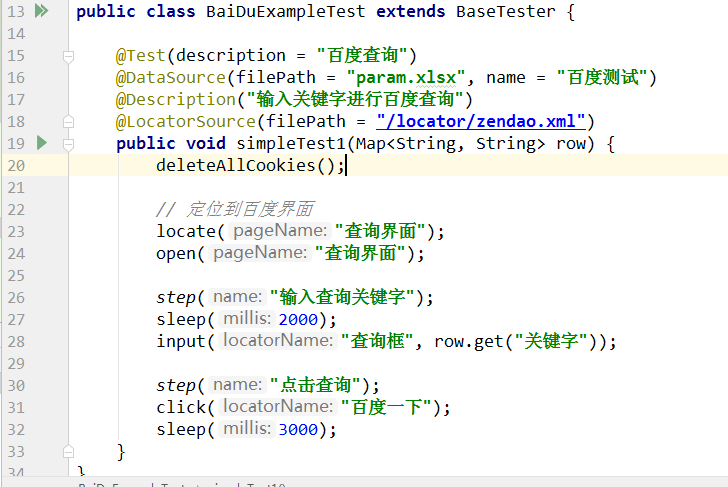 13 public class BaiDuExampleTest extends BaseTester {
14
15 @Test(description = "百度查询")
16 @DataSource(filePath = "param.xlsx", name = "百度测试")
17 @Description("输入关键字进行百度查询")
18 @LocatorSource(filePath = "/locator/zendao.xml")
19 public void simpleTest1(Map<String, String> row) {
20 deleteAllCookies();
21
22 // 定位到百度界面
23 locate( pageName: "查询界面");
24 open( pageName: "查询界面");
25
26 step( name: "输入查询关键字");
27 sleep( millis: 2000);
28 input( locatorName: "查询框", row.get("关键字"));
29
30 step( name: "点击查询");
31 click( locatorName: "百度一下");
32 sleep( millis: 3000);
33 }
34 }